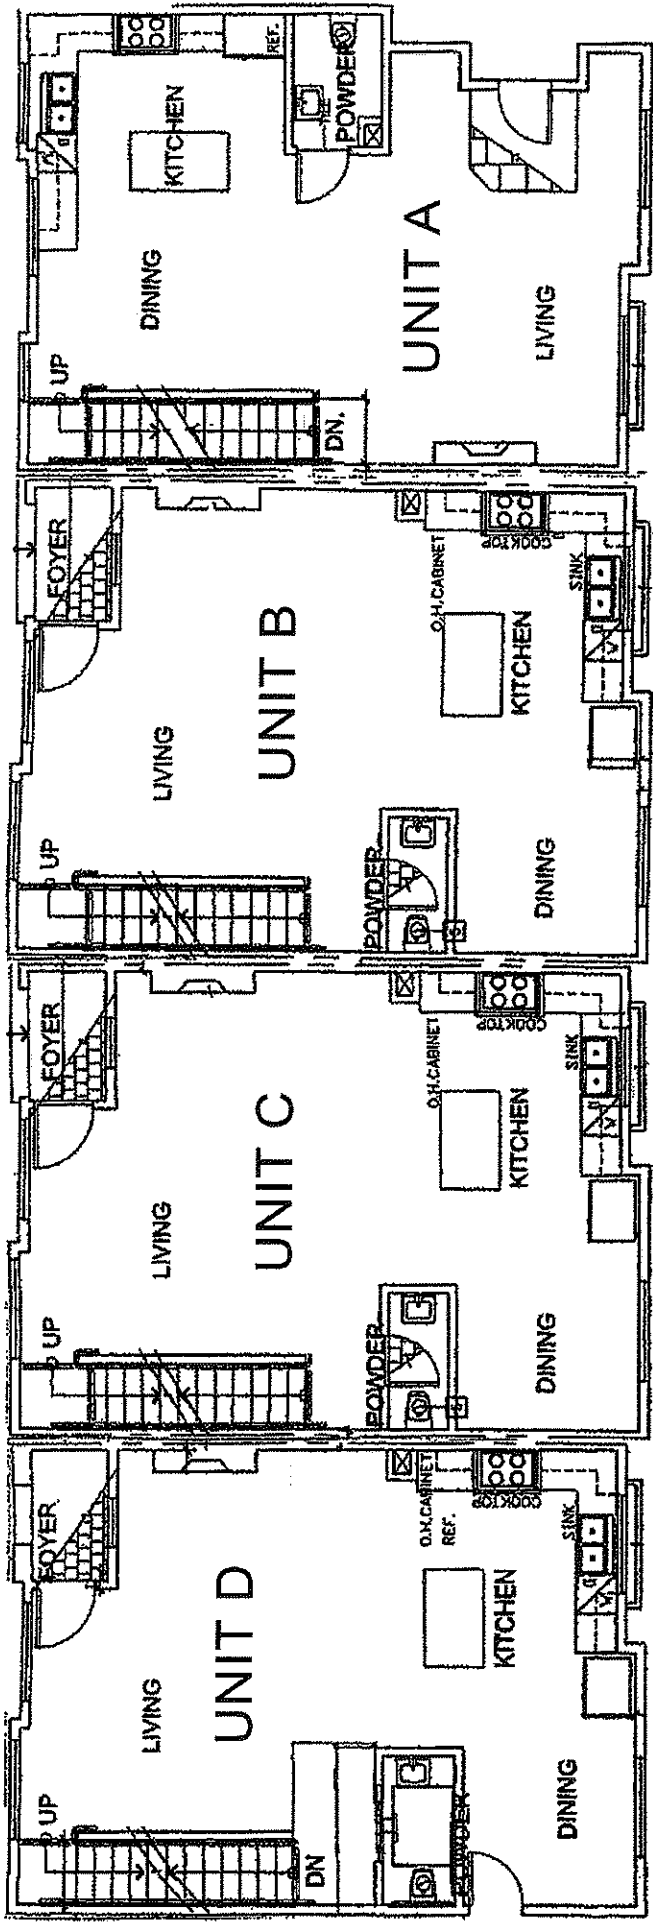 REF.
POWDER
KITCHEN
DINING
UNIT A
LIVING
UP
DN.
FOYER
O.H.CABINET
COOKTOP
SINK
UNIT B
KITCHEN
LIVING
UP
POWDER
DINING
FOYER
O.H.CABINET
COOKTOP
SINK
UNIT C
KITCHEN
LIVING
UP
POWDER
DINING
FOYER
O.H.CABINET
REF.
COOKTOP
SINK
UNIT D
KITCHEN
LIVING
UP
DN
POWDER
DINING